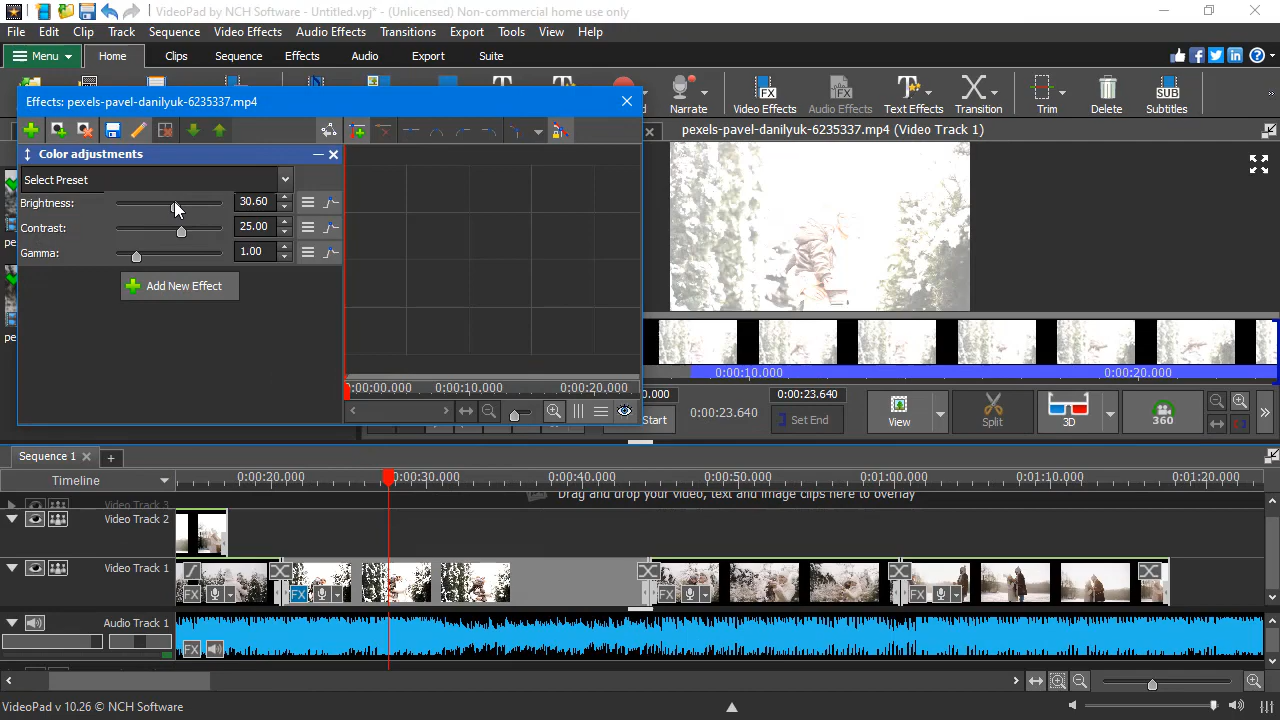 VideoPad by NCH Software - Untitled.vpj* - (Unlicensed) Non-commercial home use only
File Edit Clip Track Sequence Video Effects Audio Effects Transitions Export Tools View Help
Menu Home Clips Sequence Effects Audio Export Suite
Narrate Video Effects Audio Effects Text Effects Transition Trim Delete Subtitles
Effects: pexels-pavel-danilyuk-6235337.mp4
pexels-pavel-danilyuk-6235337.mp4 (Video Track 1)
Color adjustments
Select Preset
Brightness: 30.60
Contrast: 25.00
Gamma: 1.00
Add New Effect
0:00:00.000 0:00:10.000 0:00:20.000
0:00:10.000 0:00:20.000
Start 0:00:23.640 0:00:23.640 Set End View Split 3D 360
Sequence 1
Timeline 0:00:20.000 0:00:30.000 0:00:40.000 0:00:50.000 0:01:00.000 0:01:10.000 0:01:20.000
Video Track 3 Drag and drop your video, text and image clips here to overlay
Video Track 2
Video Track 1
FX FX FX FX
Audio Track 1
FX
VideoPad v 10.26 © NCH Software